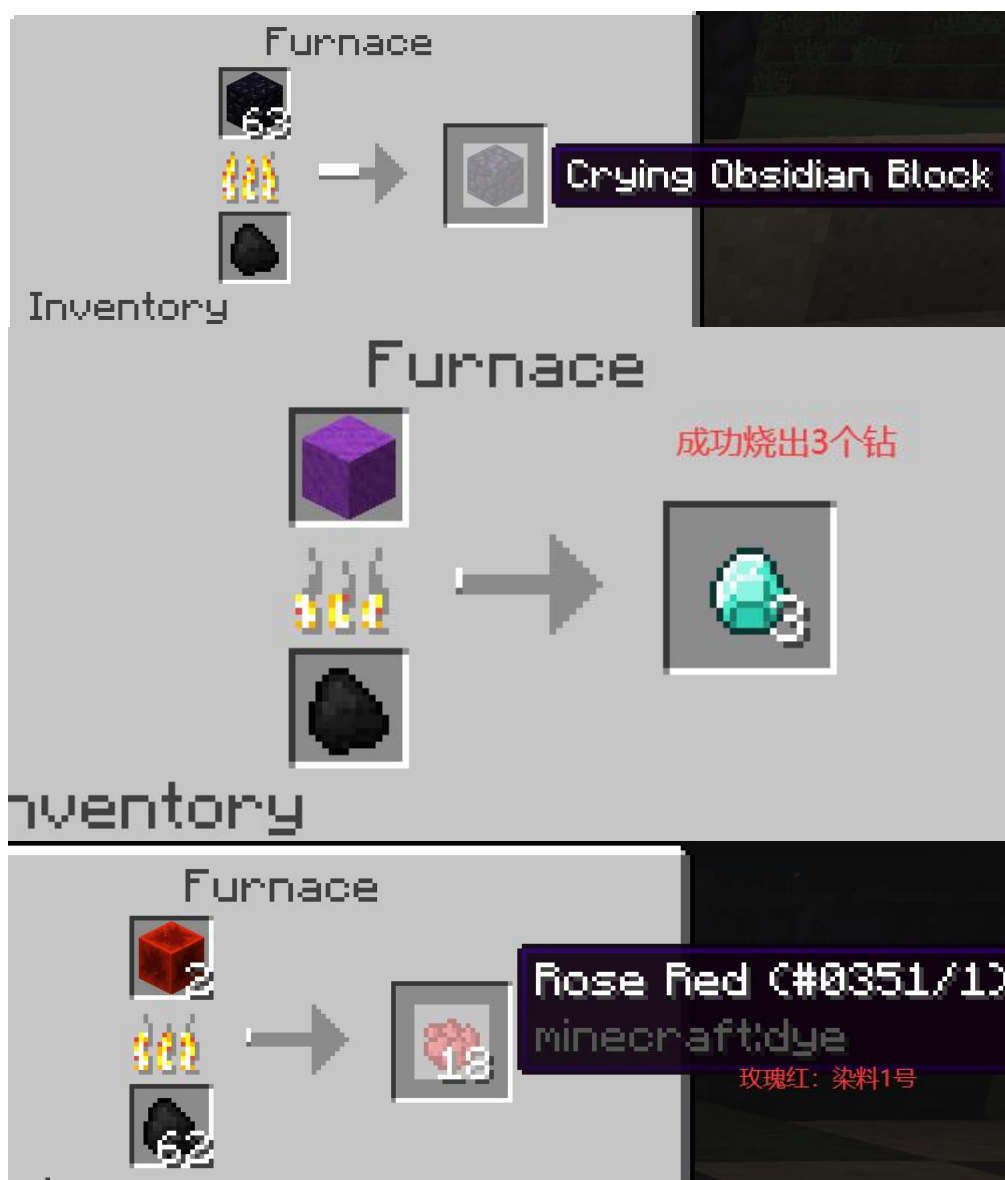 Furnace
63
Crying Obsidian Block
Inventory
Furnace
成功烧出3个钻
3
nventory
Furnace
2
Rose Red (#0351/1)
minecraft:dye
18
玫瑰红：染料1号
62